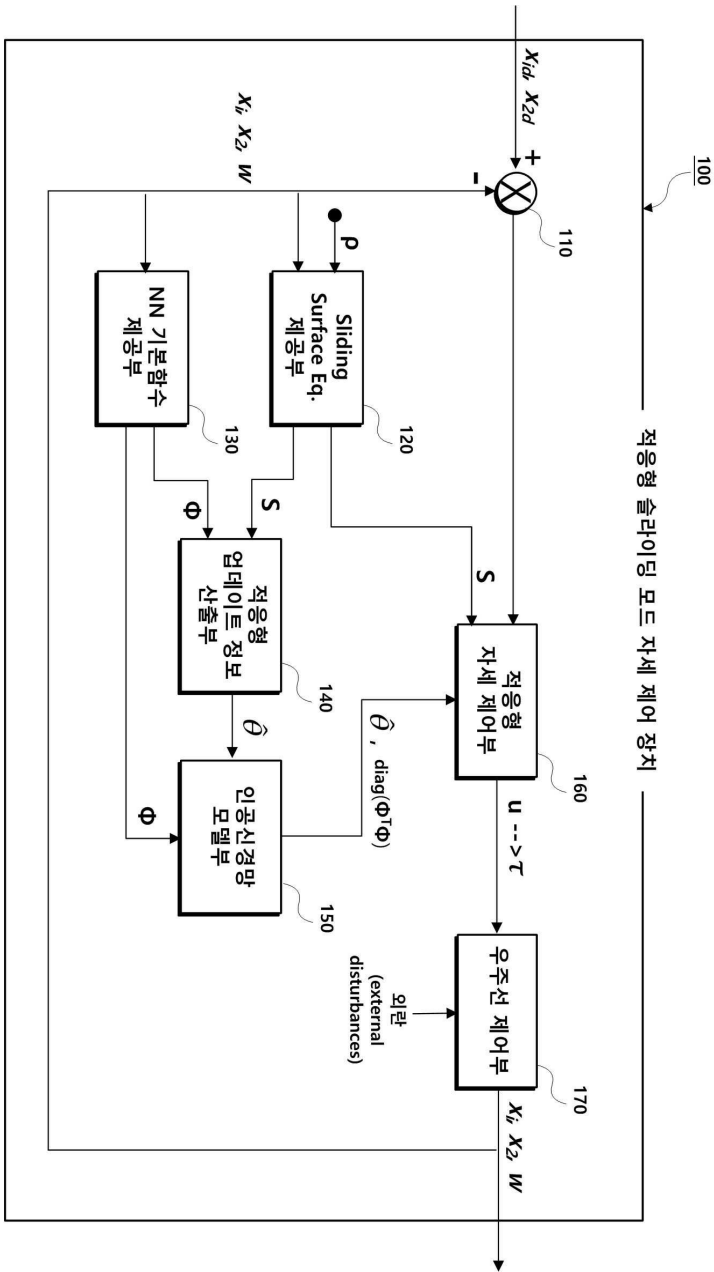 100
적응형 슬라이딩 모드 자세 제어 장치
xid, x2d
+
-
110
xi, x2, w
ρ
Sliding
Surface Eq.
제공부
120
NN 기본함수
제공부
130
S
S
Φ
Φ
적응형
업데이트 정보
산출부
140
θ̂
인공신경망
모델부
150
θ̂ , diag(ΦᵀΦ)
적응형
자세 제어부
160
u -->τ
우주선 제어부
170
외란
(external
disturbances)
xi, x2, w